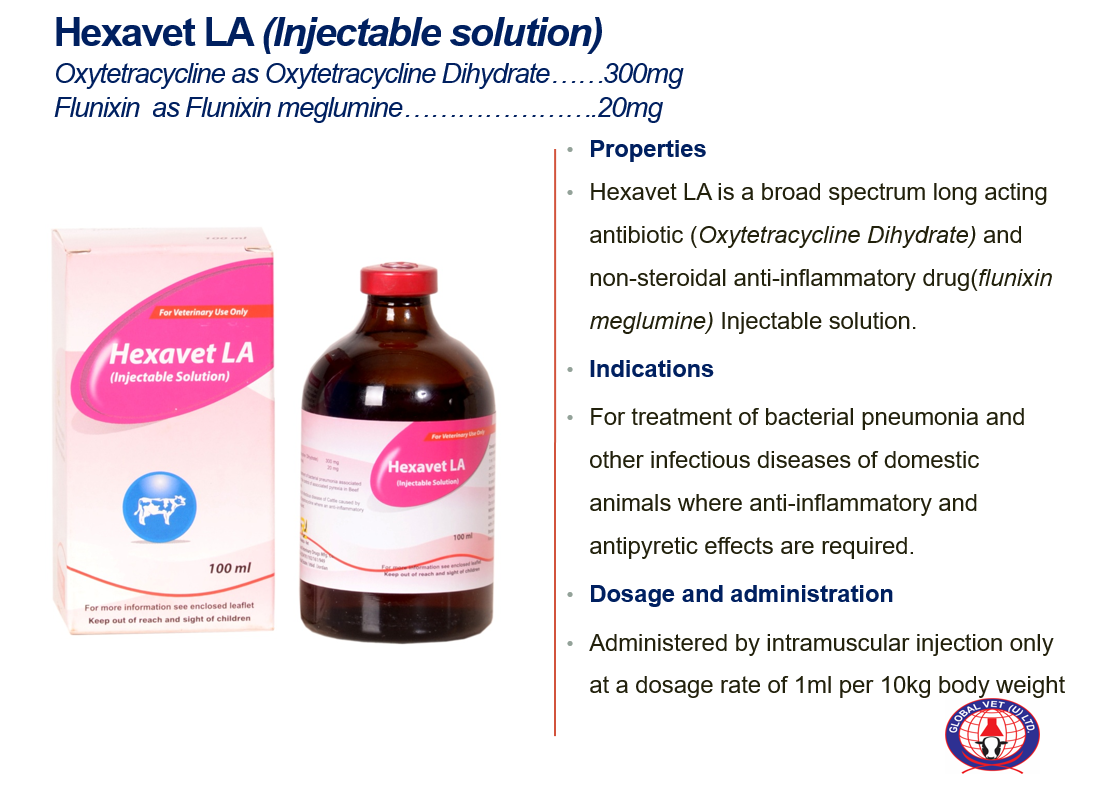 Hexavet LA (Injectable solution)
Oxytetracycline as Oxytetracycline Dihydrate……300mg
Flunixin as Flunixin meglumine………………….20mg
• Properties
• Hexavet LA is a broad spectrum long acting
antibiotic (Oxytetracycline Dihydrate) and
non-steroidal anti-inflammatory drug(flunixin
meglumine) Injectable solution.
• Indications
• For treatment of bacterial pneumonia and
other infectious diseases of domestic
animals where anti-inflammatory and
antipyretic effects are required.
• Dosage and administration
• Administered by intramuscular injection only
at a dosage rate of 1ml per 10kg body weight
100 ml
For Veterinary Use Only
Hexavet LA
(Injectable Solution)
100 ml
For more information see enclosed leaflet
Keep out of reach and sight of children
For Veterinary Use Only
Hexavet LA
(Injectable Solution)
300 mg
20 mg
100 ml
For more information see enclosed leaflet
Keep out of reach and sight of children
GLOBAL VET (U) LTD.